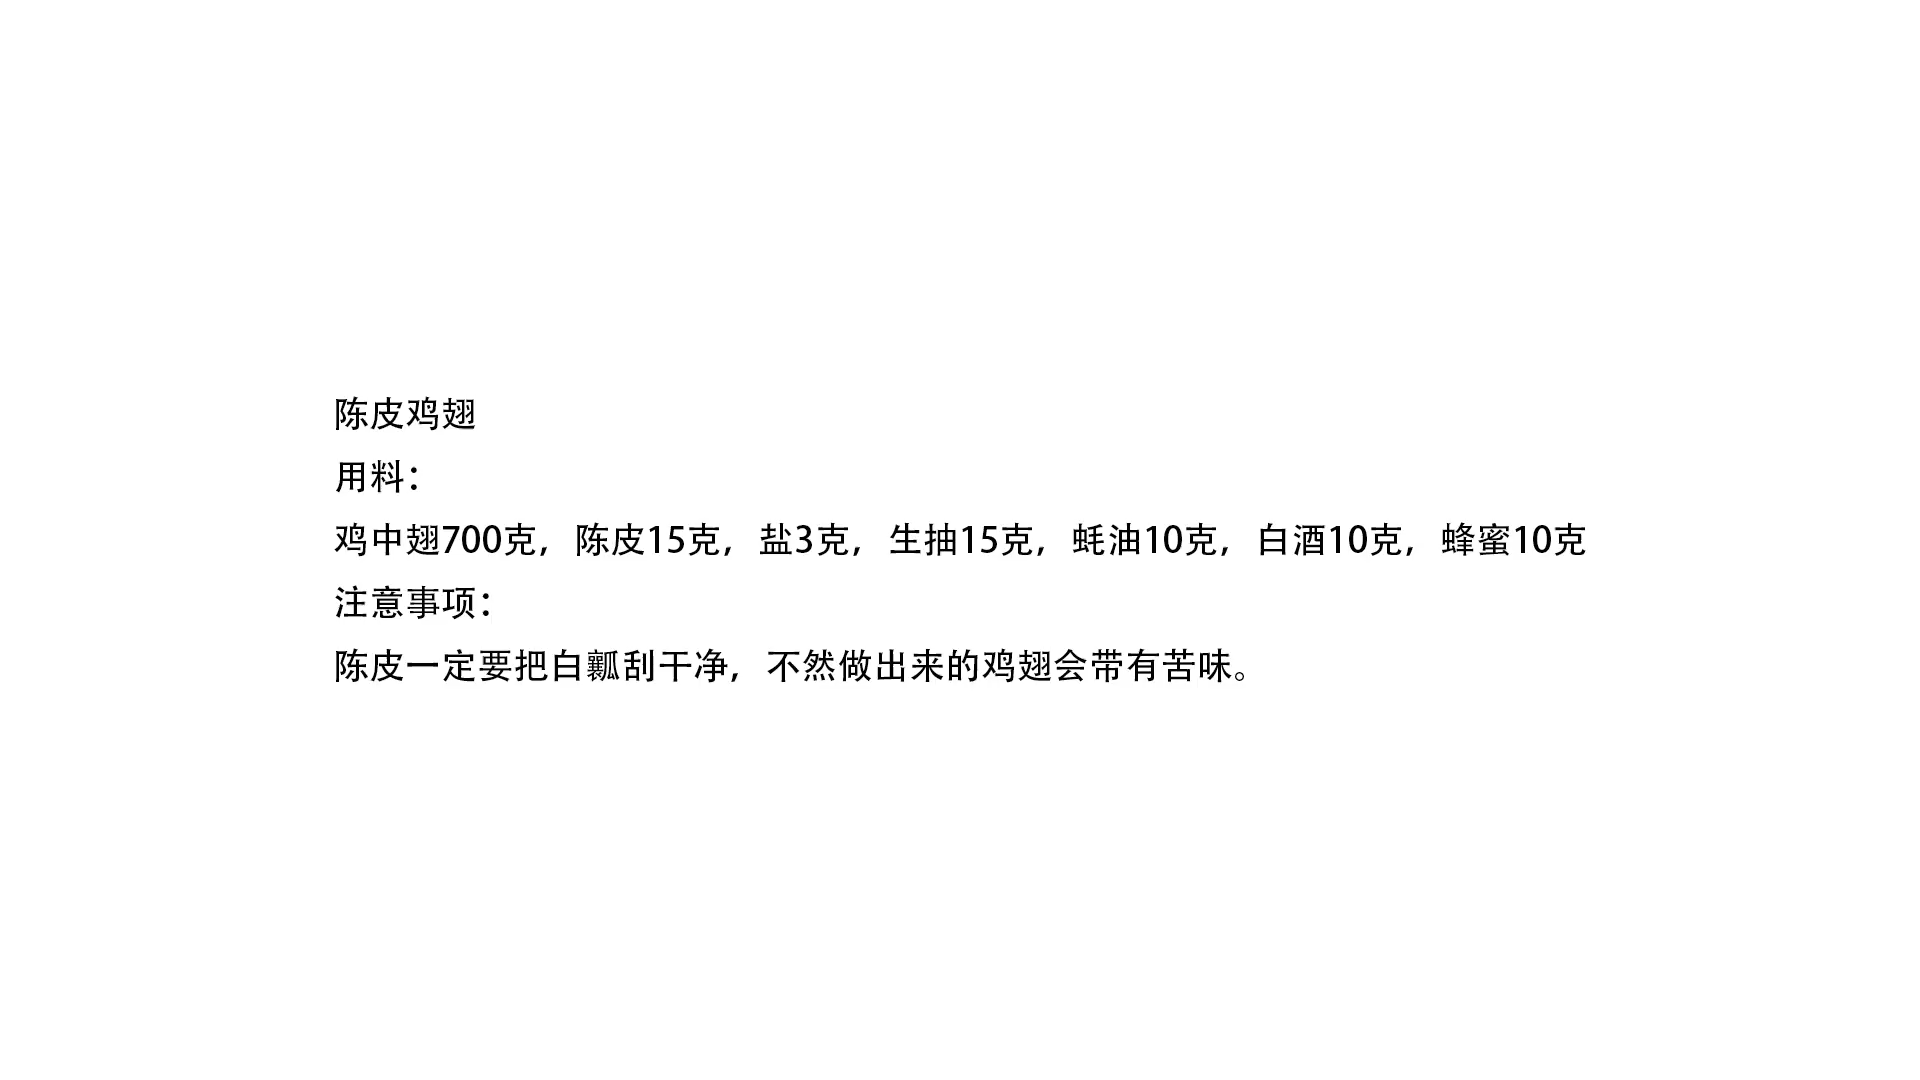 陈皮鸡翅
用料：
鸡中翅700克，陈皮15克，盐3克，生抽15克，蚝油10克，白酒10克，蜂蜜10克
注意事项：
陈皮一定要把白瓤刮干净，不然做出来的鸡翅会带有苦味。